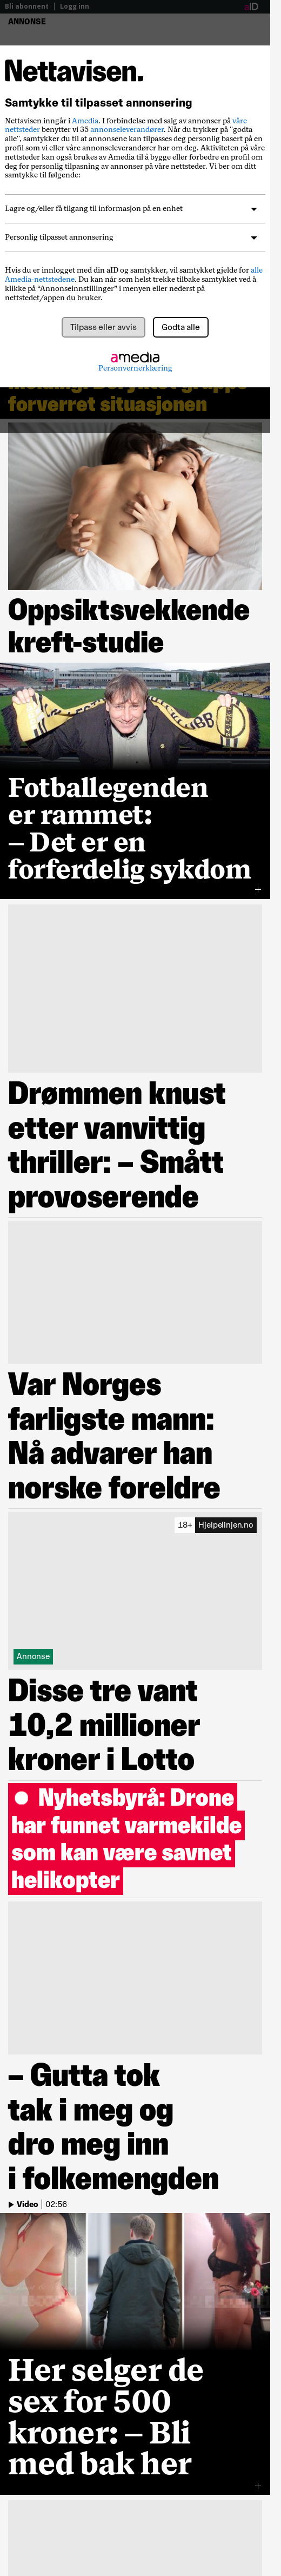 Bli abonnent | Logg inn
aID
ANNONSE
Nettavisen.
Samtykke til tilpasset annonsering
Nettavisen inngår i Amedia. I forbindelse med salg av annonser på våre
nettsteder benytter vi 35 annonseleverandører. Når du trykker på "godta
alle", samtykker du til at annonsene kan tilpasses deg personlig basert på en
profil som vi eller våre annonseleverandører har om deg. Aktiviteten på våre
nettsteder kan også brukes av Amedia til å bygge eller forbedre en profil om
deg for personlig tilpasning av annonser på våre nettsteder. Vi ber om ditt
samtykke til følgende:
Lagre og/eller få tilgang til informasjon på en enhet
Personlig tilpasset annonsering
Hvis du er innlogget med din aID og samtykker, vil samtykket gjelde for alle
Amedia-nettstedene. Du kan når som helst trekke tilbake samtykket ved å
klikke på “Annonseinnstillinger” i menyen eller nederst på
nettstedet/appen du bruker.
Tilpass eller avvis
Godta alle
amedia
Personvernerklæring
forverret situasjonen
Oppsiktsvekkende
kreft-studie
Fotballegenden
er rammet:
– Det er en
forferdelig sykdom
Drømmen knust
etter vanvittig
thriller: – Smått
provoserende
Var Norges
farligste mann:
Nå advarer han
norske foreldre
18+ Hjelpelinjen.no
Annonse
Disse tre vant
10,2 millioner
kroner i Lotto
Nyhetsbyrå: Drone
har funnet varmekilde
som kan være savnet
helikopter
– Gutta tok
tak i meg og
dro meg inn
i folkemengden
Video | 02:56
Her selger de
sex for 500
kroner: – Bli
med bak her